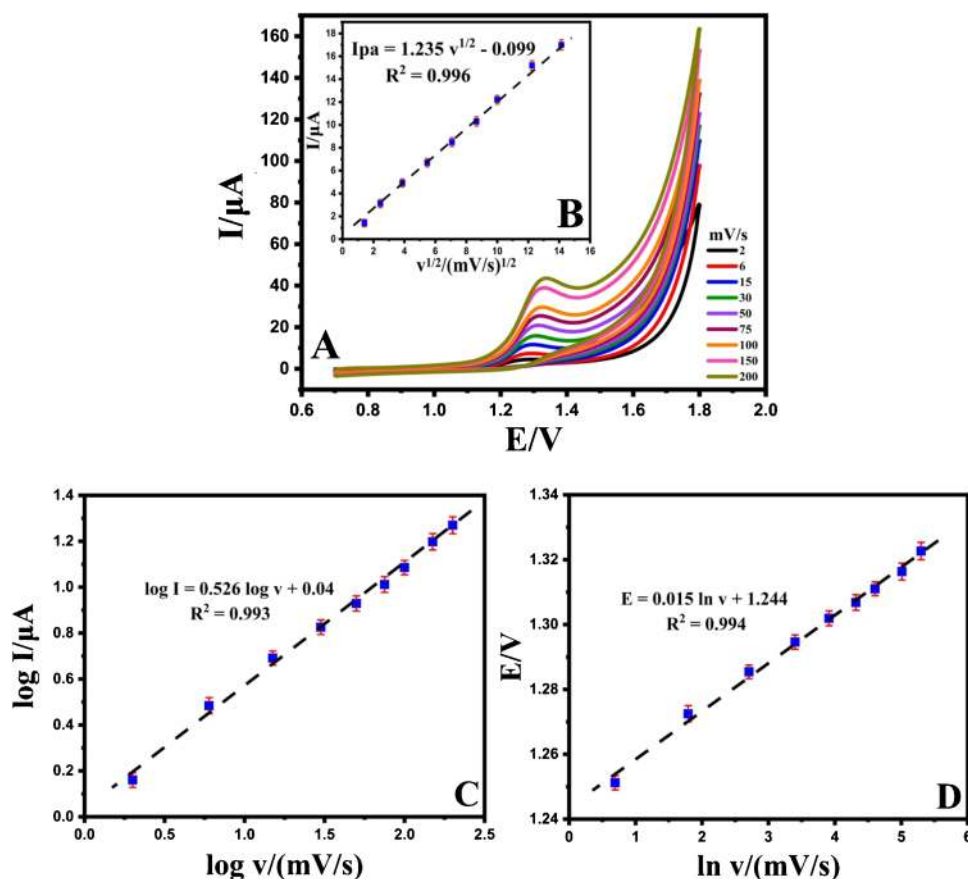 160
140
120
100
80
60
40
20
0
I/μA
0.6 0.8 1.0 1.2 1.4 1.6 1.8 2.0
E/V
A
18
16
14
12
10
8
6
4
2
0
I/μA
Ipa = 1.235 v^1/2 - 0.099
R² = 0.996
B
0 2 4 6 8 10 12 14 16
v^1/2/(mV/s)^1/2
mV/s
2
6
15
30
50
75
100
150
200
1.4
1.2
1.0
0.8
0.6
0.4
0.2
0.0
log I/μA
log I = 0.526 log v + 0.04
R² = 0.993
C
0.0 0.5 1.0 1.5 2.0 2.5
log v/(mV/s)
1.34
1.32
1.30
1.28
1.26
1.24
E/V
E = 0.015 ln v + 1.244
R² = 0.994
D
0 1 2 3 4 5 6
ln v/(mV/s)